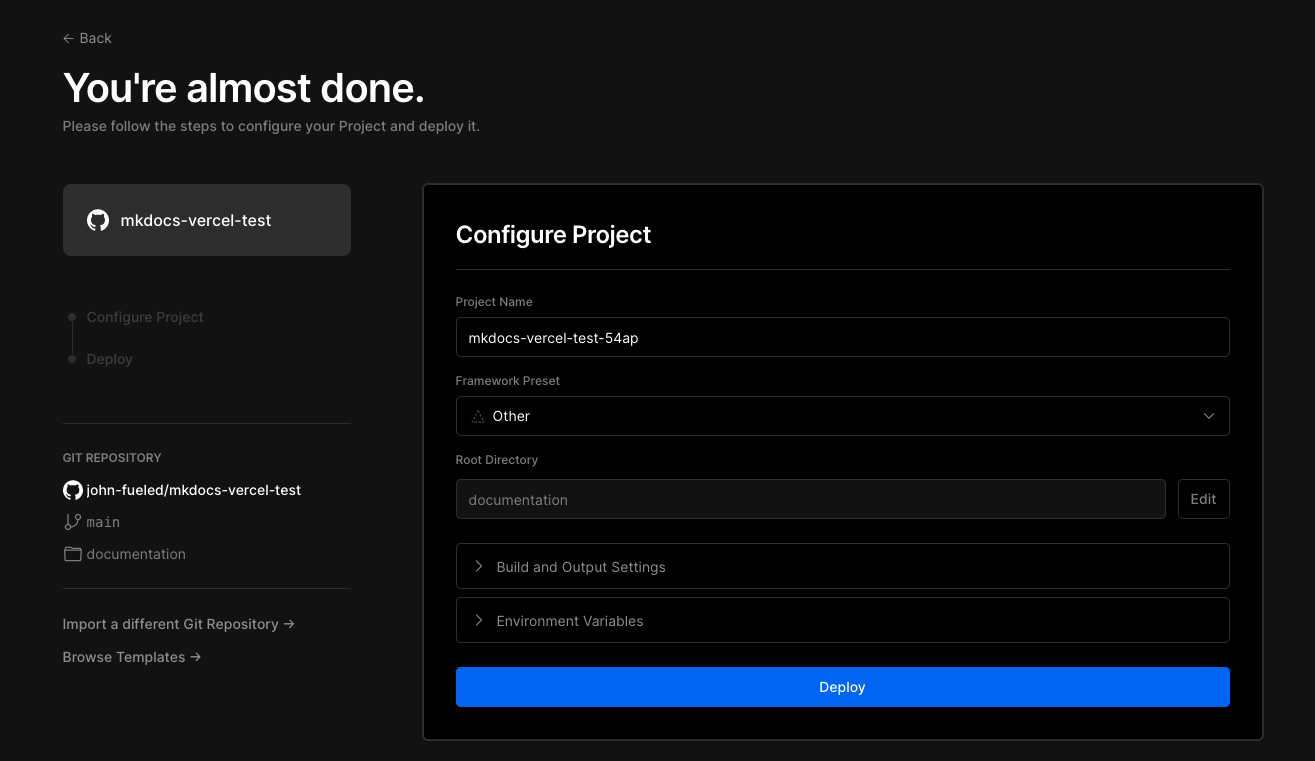 ← Back
You're almost done.
Please follow the steps to configure your Project and deploy it.
mkdocs-vercel-test
Configure Project
Deploy
GIT REPOSITORY
john-fueled/mkdocs-vercel-test
main
documentation
Import a different Git Repository →
Browse Templates →
Configure Project
Project Name
mkdocs-vercel-test-54ap
Framework Preset
Other
Root Directory
documentation
Edit
Build and Output Settings
Environment Variables
Deploy